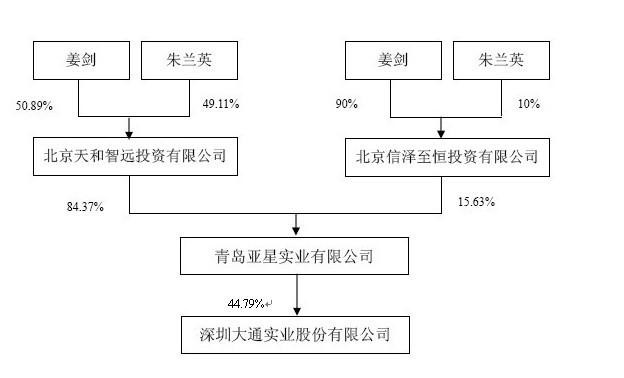 姜剑
朱兰英
姜剑
朱兰英
50.89%
49.11%
90%
10%
北京天和智远投资有限公司
北京信泽至恒投资有限公司
84.37%
15.63%
青岛亚星实业有限公司
44.79%↵
深圳大通实业股份有限公司